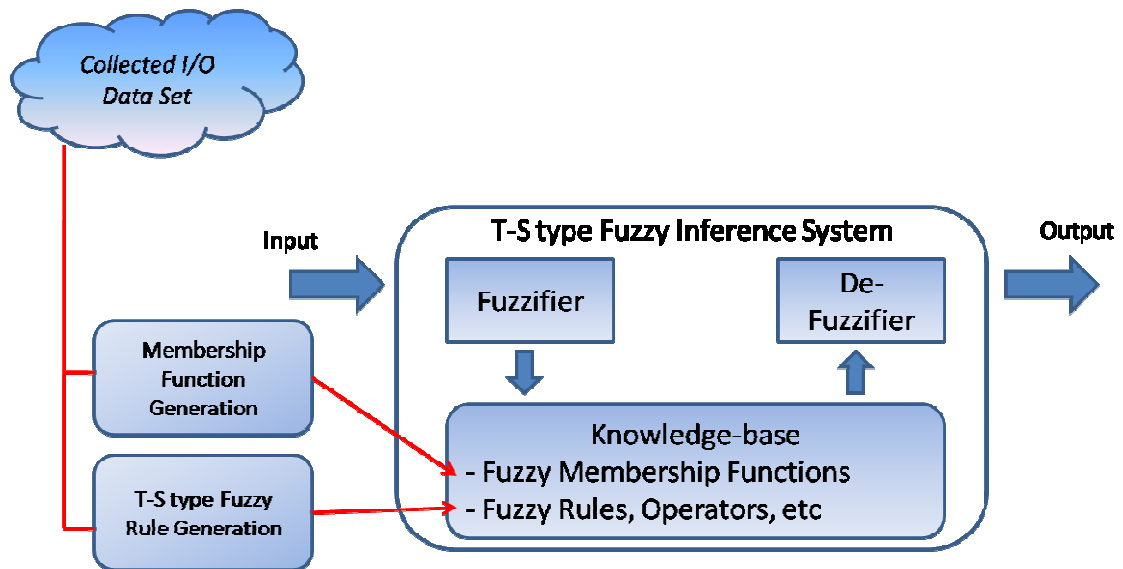 Collected I/O
Data Set
Input
T-S type Fuzzy Inference System
Output
Fuzzifier
De-
Fuzzifier
Membership
Function
Generation
Knowledge-base
- Fuzzy Membership Functions
- Fuzzy Rules, Operators, etc
T-S type Fuzzy
Rule Generation